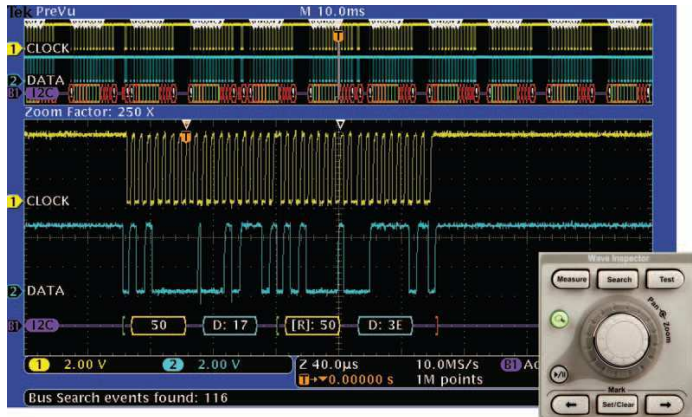 Tek PreVu M 10.0ms
1 CLOCK
2 DATA
B1 I2C
Zoom Factor: 250 X
T
1 CLOCK
2 DATA
B1 I2C 50 D: 17 [R]: 50 D: 3E
1 2.00 V 2 2.00 V Z 40.0µs 10.0MS/s B1
T→▼0.00000 s 1M points
Bus Search events found: 116
Wave Inspector
Measure Search Test
Pan Zoom
Mark
← Set/Clear →